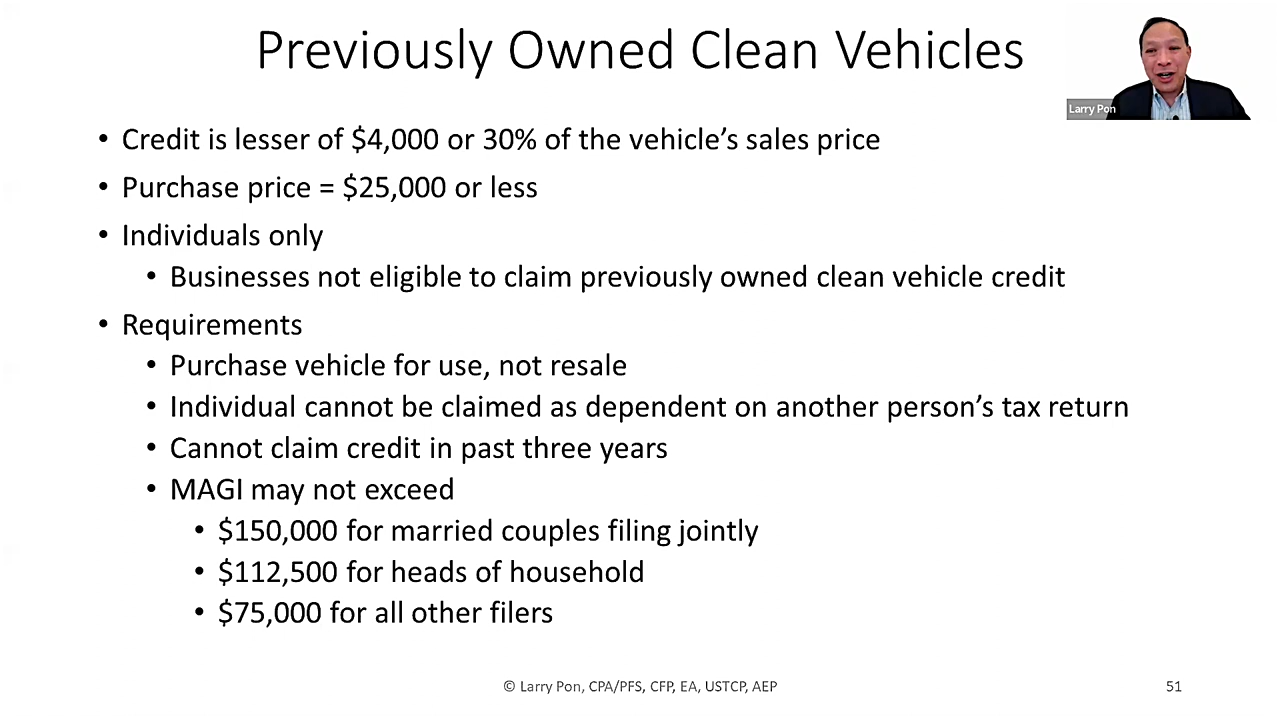 Previously Owned Clean Vehicles
Larry Pon
• Credit is lesser of $4,000 or 30% of the vehicle’s sales price
• Purchase price = $25,000 or less
• Individuals only
• Businesses not eligible to claim previously owned clean vehicle credit
• Requirements
• Purchase vehicle for use, not resale
• Individual cannot be claimed as dependent on another person’s tax return
• Cannot claim credit in past three years
• MAGI may not exceed
• $150,000 for married couples filing jointly
• $112,500 for heads of household
• $75,000 for all other filers
© Larry Pon, CPA/PFS, CFP, EA, USTCP, AEP
51